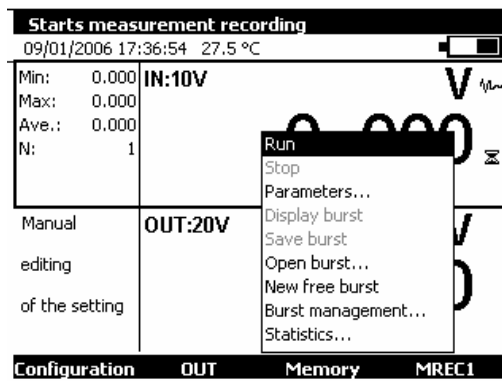 Starts measurement recording
09/01/2006 17:36:54 27.5 °C
Min: 0.000
Max: 0.000
Ave.: 0.000
N: 1
IN:10V
V
Run
Stop
Parameters...
Display burst
Save burst
Open burst...
New free burst
Burst management...
Statistics...
Manual
editing
of the setting
OUT:20V
Configuration OUT Memory MREC1